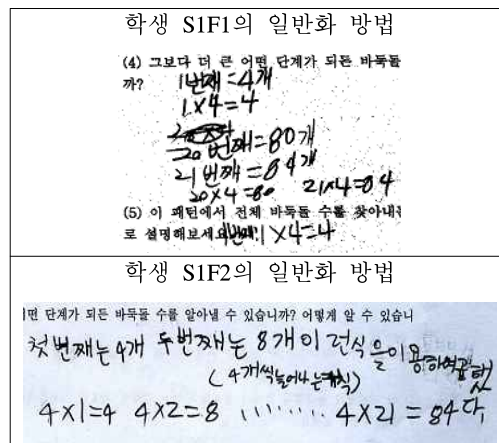 학생 S1F1의 일반화 방법
(4) 그보다 더 큰 어떤 단계가 되든 바둑돌
까?
1번째=4개
1×4=4
20번째=80개
21번째=84개
20×4=80 21×4=84
(5) 이 패턴에서 전체 바둑돌 수를 찾아내는
로 설명해보세요 1×4=4
학생 S1F2의 일반화 방법
떤 단계가 되든 바둑돌 수를 알아낼 수 있습니까? 어떻게 알 수 있습니
첫번째는 4개 두번째는 8개 이런식을 이용하여
(4개씩 늘어나는
4×1=4 4×2=8 ........ 4×21=84다.